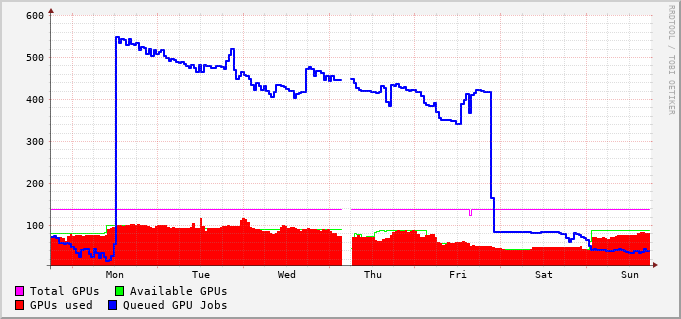 600
500
400
300
200
100
Mon Tue Wed Thu Fri Sat Sun
Total GPUs Available GPUs
GPUs used Queued GPU Jobs
RRDTOOL / TOBI OETIKER